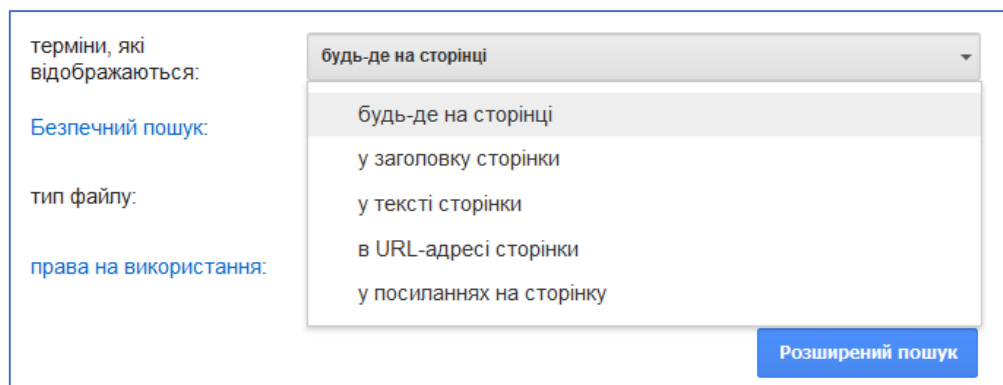 терміни, які
відображаються:
будь-де на сторінці
будь-де на сторінці
Безпечний пошук:
у заголовку сторінки
тип файлу:
у тексті сторінки
в URL-адресі сторінки
права на використання:
у посиланнях на сторінку
Розширений пошук